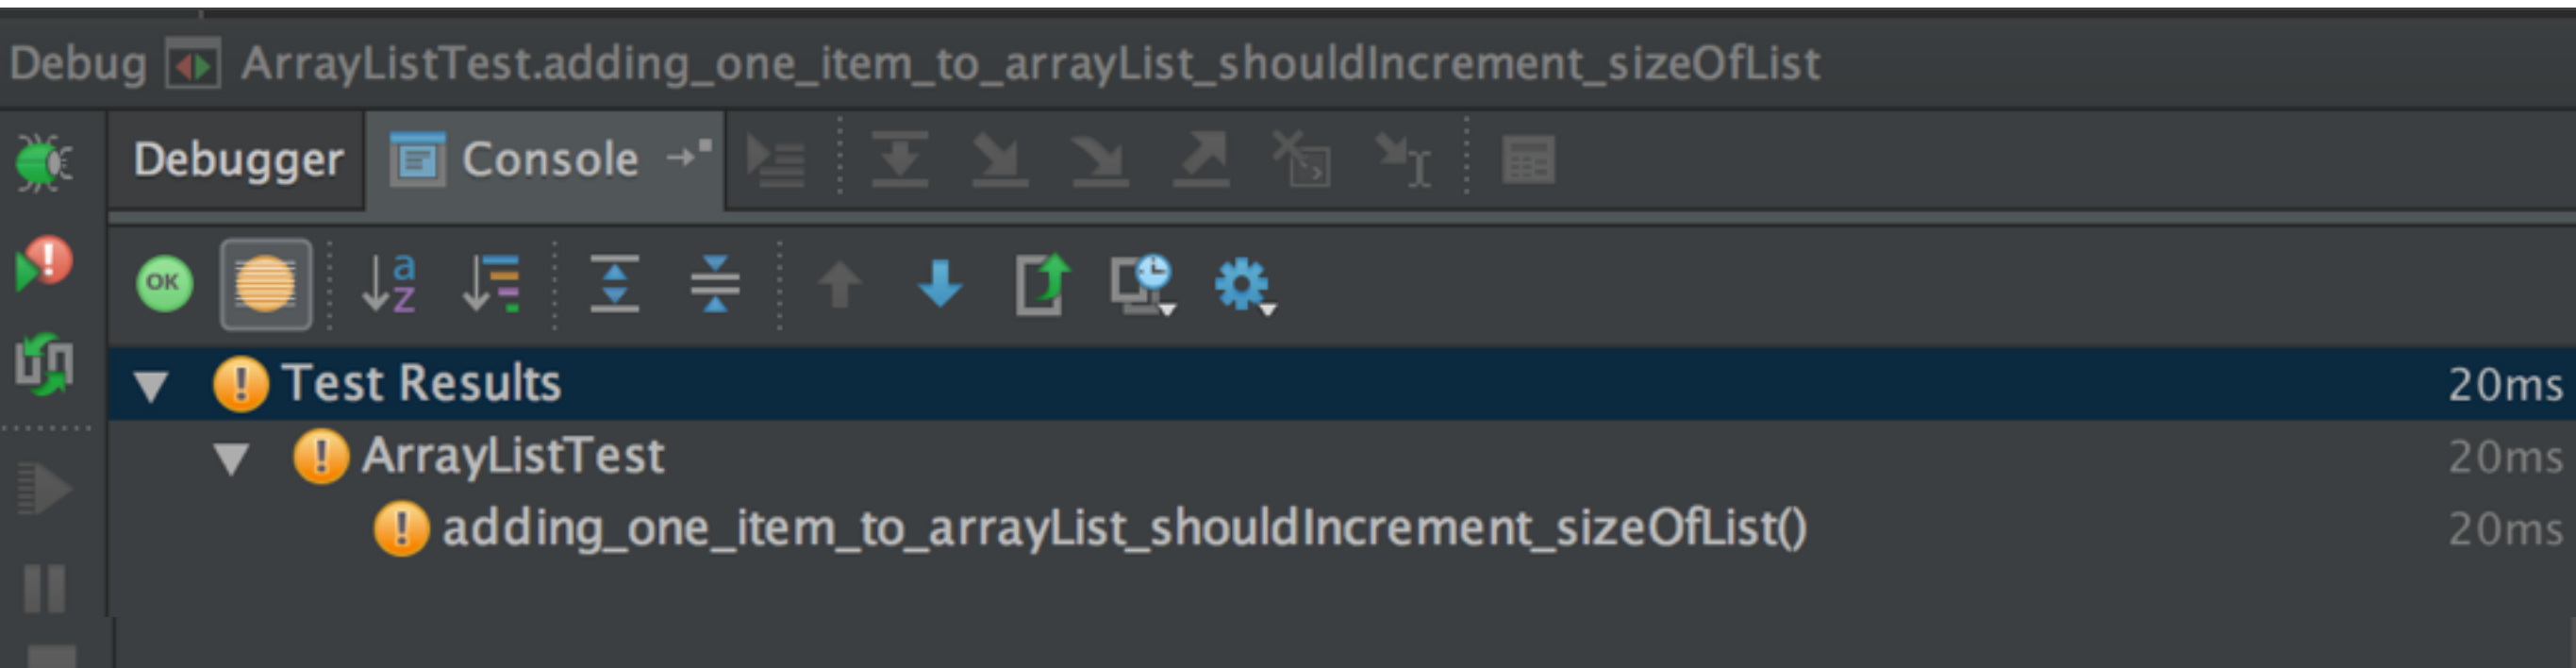 Debug ArrayListTest.adding_one_item_to_arrayList_shouldIncrement_sizeOfList
Debugger Console
OK a z
Test Results 20ms
ArrayListTest 20ms
adding_one_item_to_arrayList_shouldIncrement_sizeOfList() 20ms